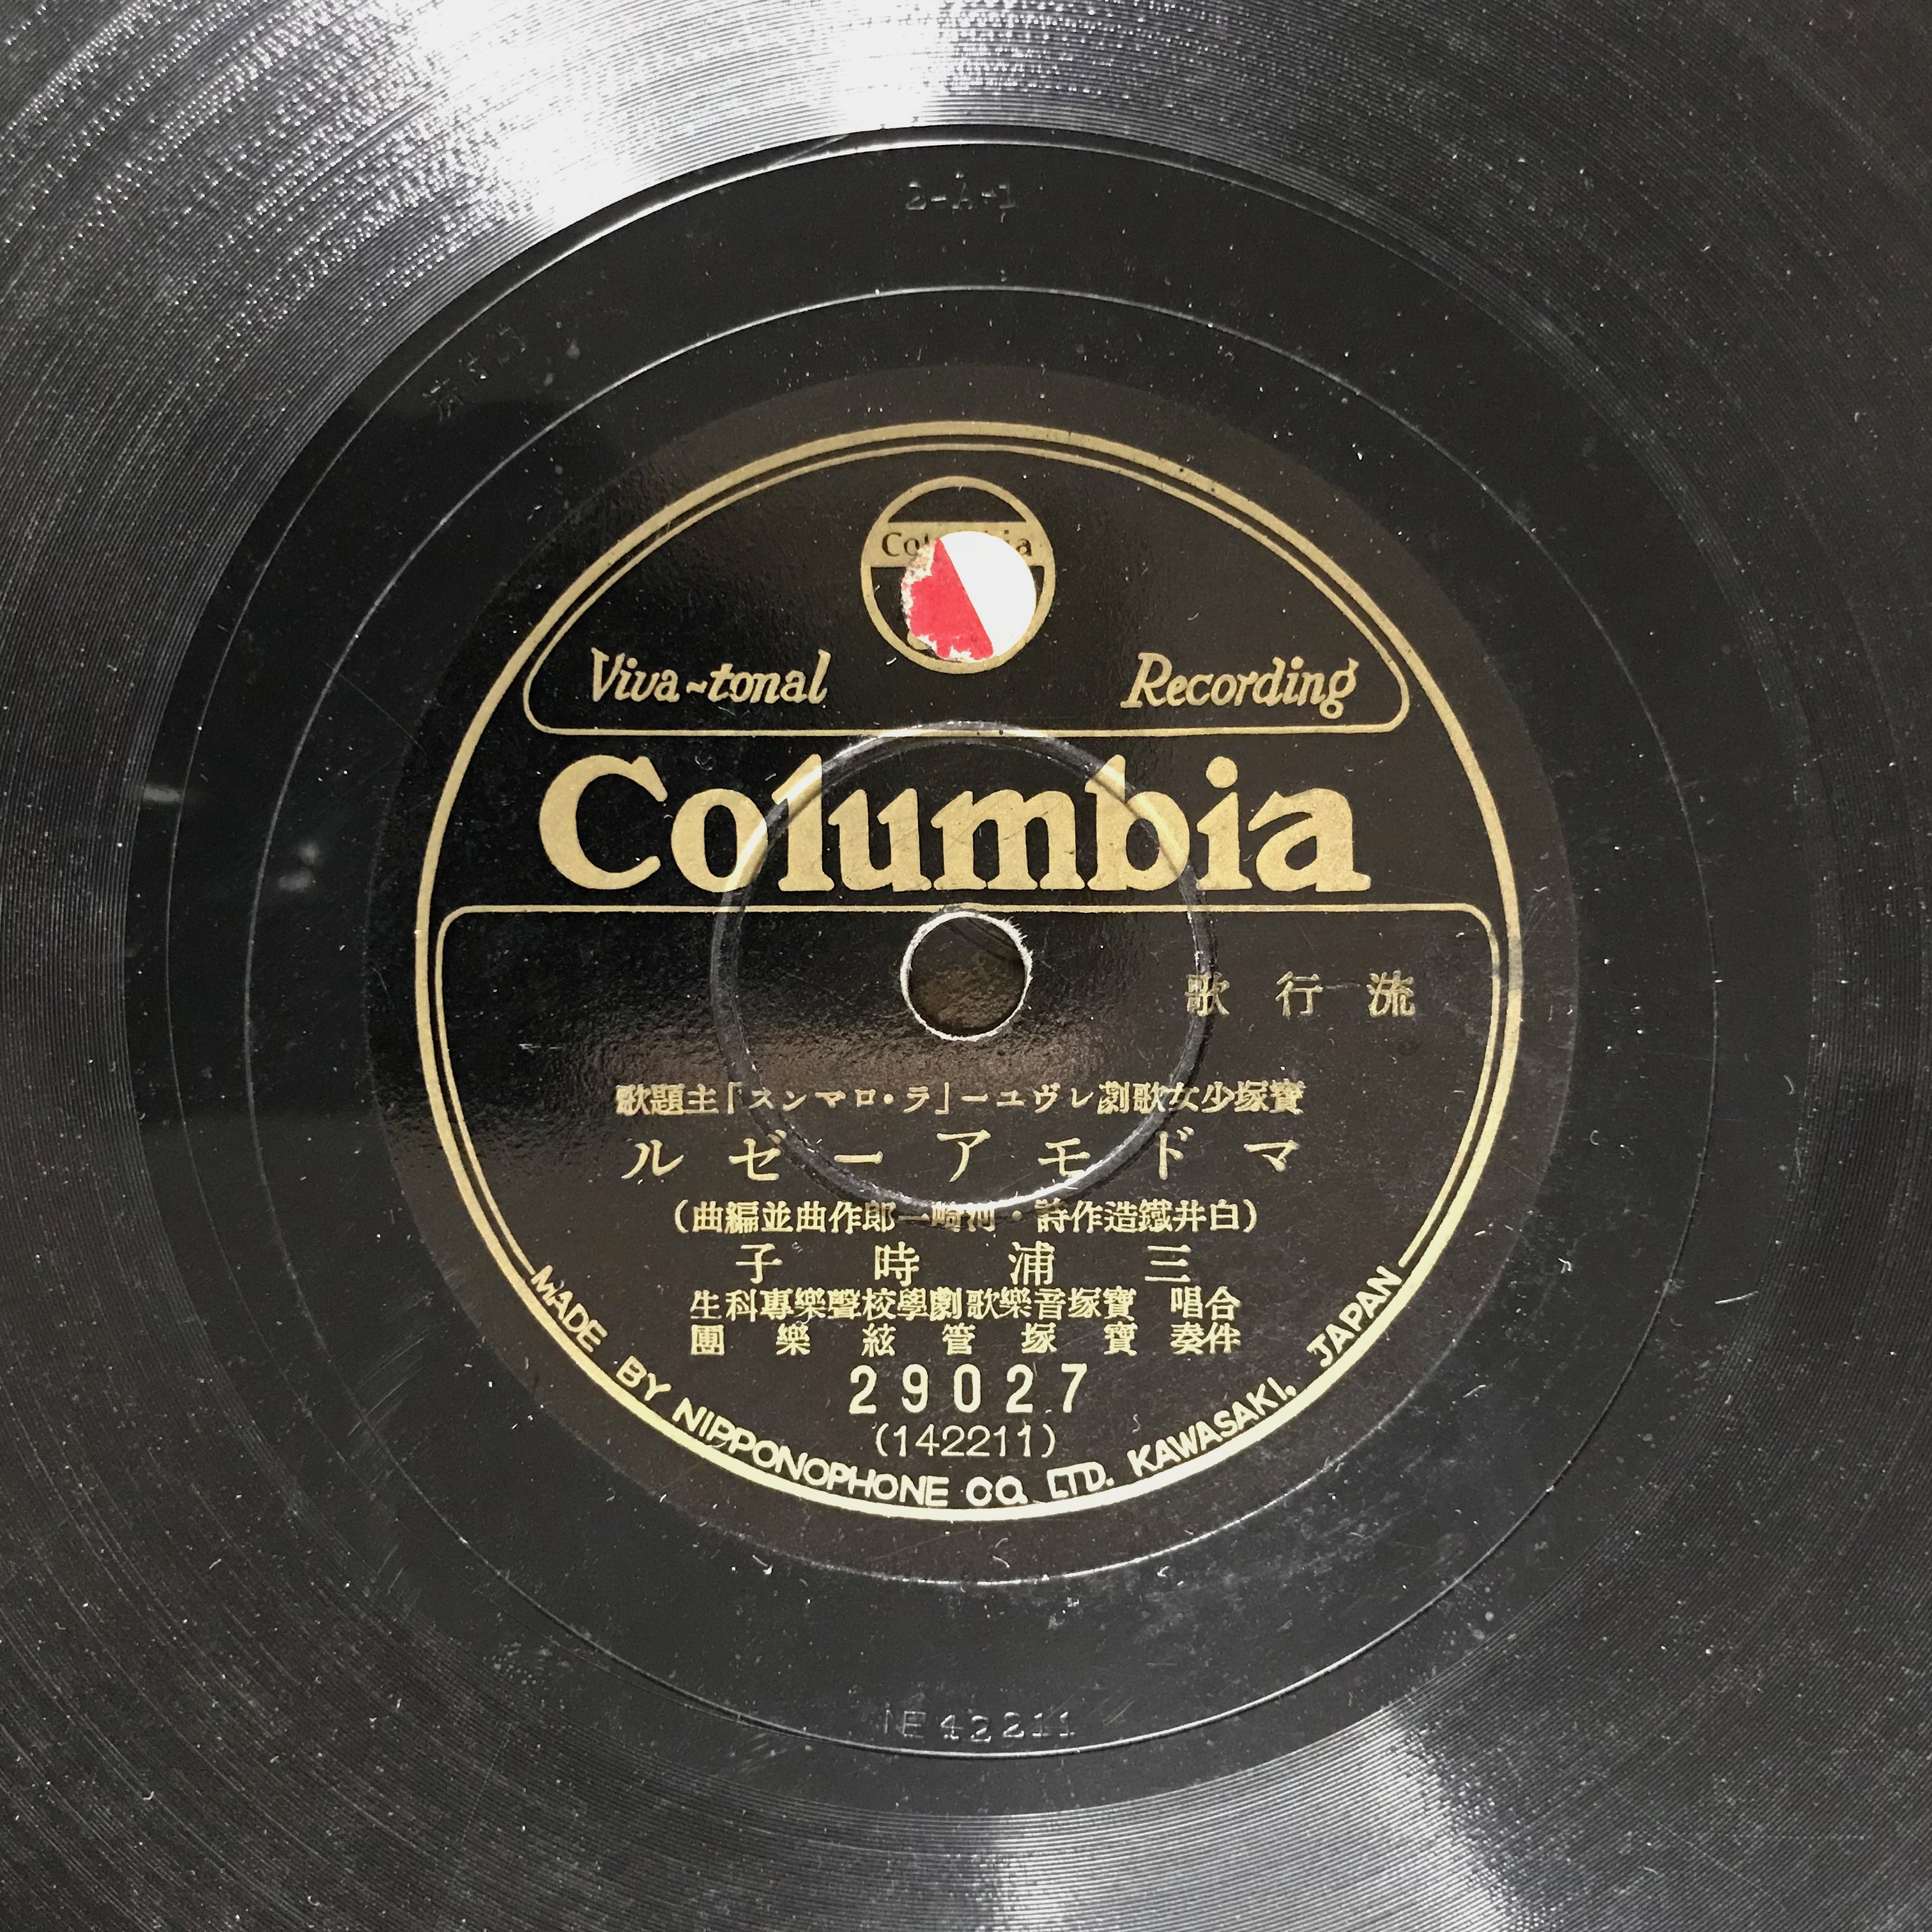 2-A-1
Viva-tonal Recording
Columbia
流行歌
寶塚少女歌劇レヴユー「ラ・ロマンス」主題歌
マドモアーゼル
(白井鐵造作詩・河崎一郎作曲並編曲)
三浦時子
合唱 寶塚音樂歌劇學校聲樂專科生
伴奏 寶塚管絃樂團
29027
(142211)
MADE BY NIPPONOPHONE CO. LTD. KAWASAKI, JAPAN
1E42211